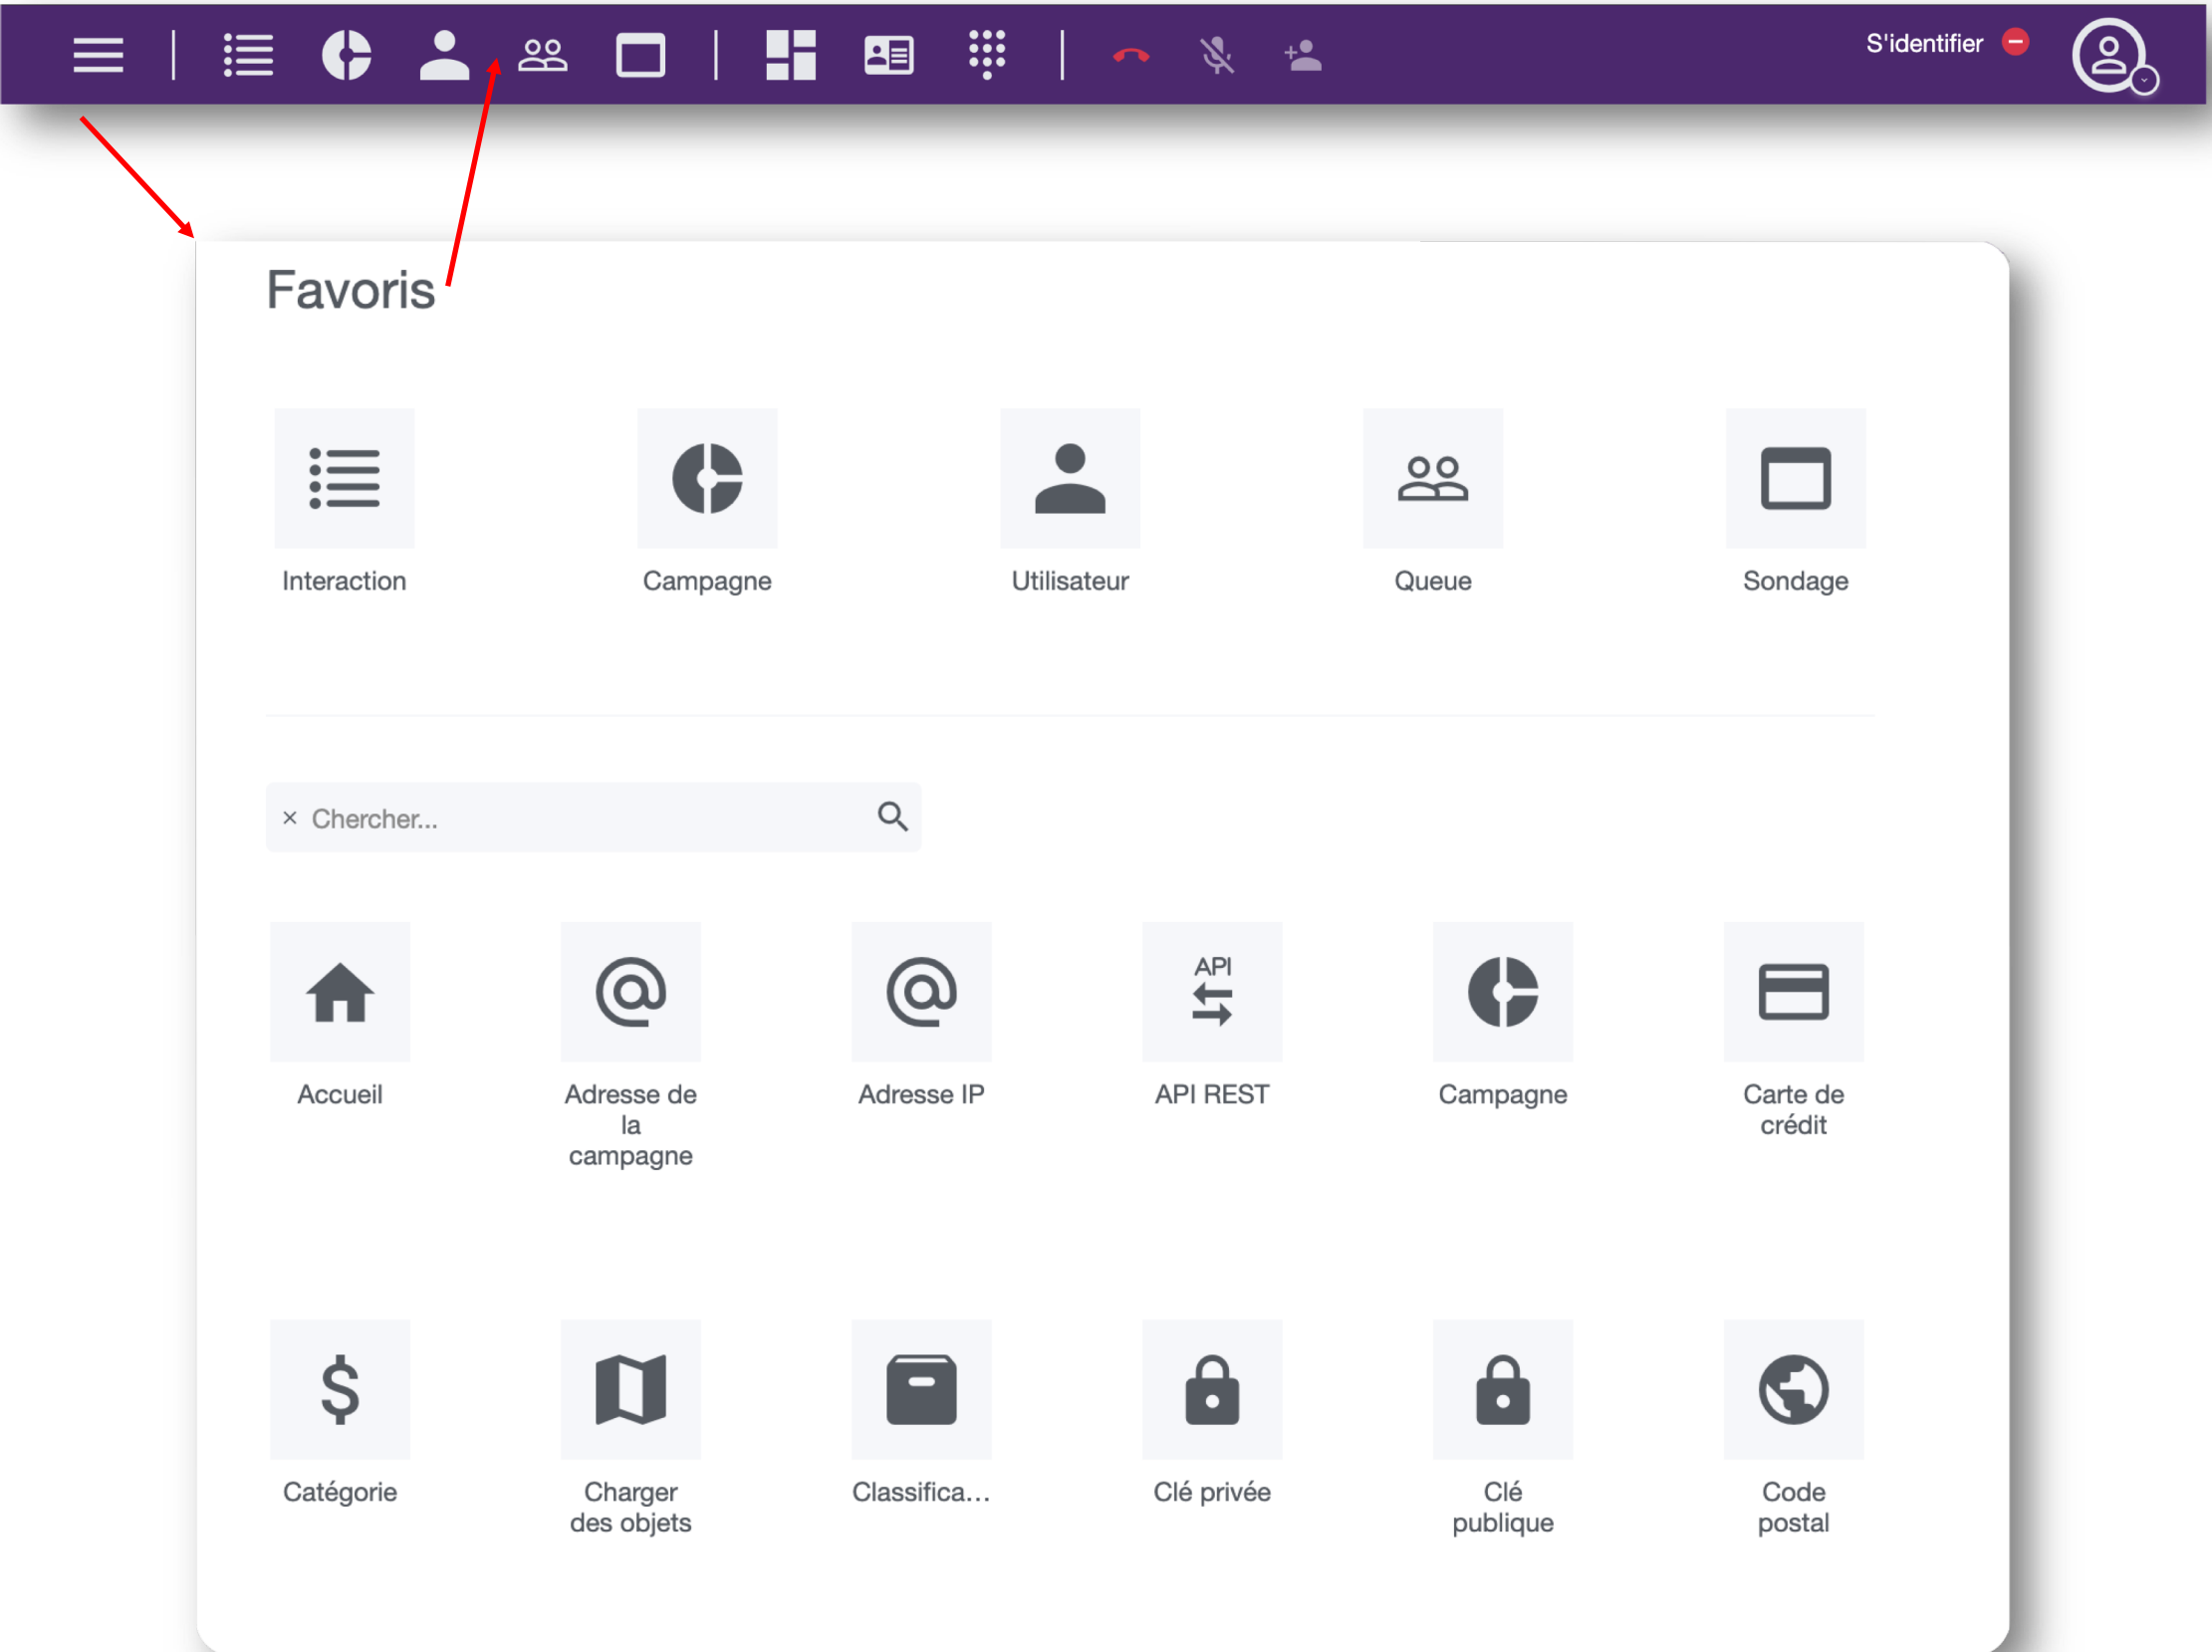 S'identifier
Favoris
Interaction
Campagne
Utilisateur
Queue
Sondage
× Chercher...
API
Accueil
Adresse de
la
campagne
Adresse IP
API REST
Campagne
Carte de
crédit
Catégorie
Charger
des objets
Classifica...
Clé privée
Clé
publique
Code
postal